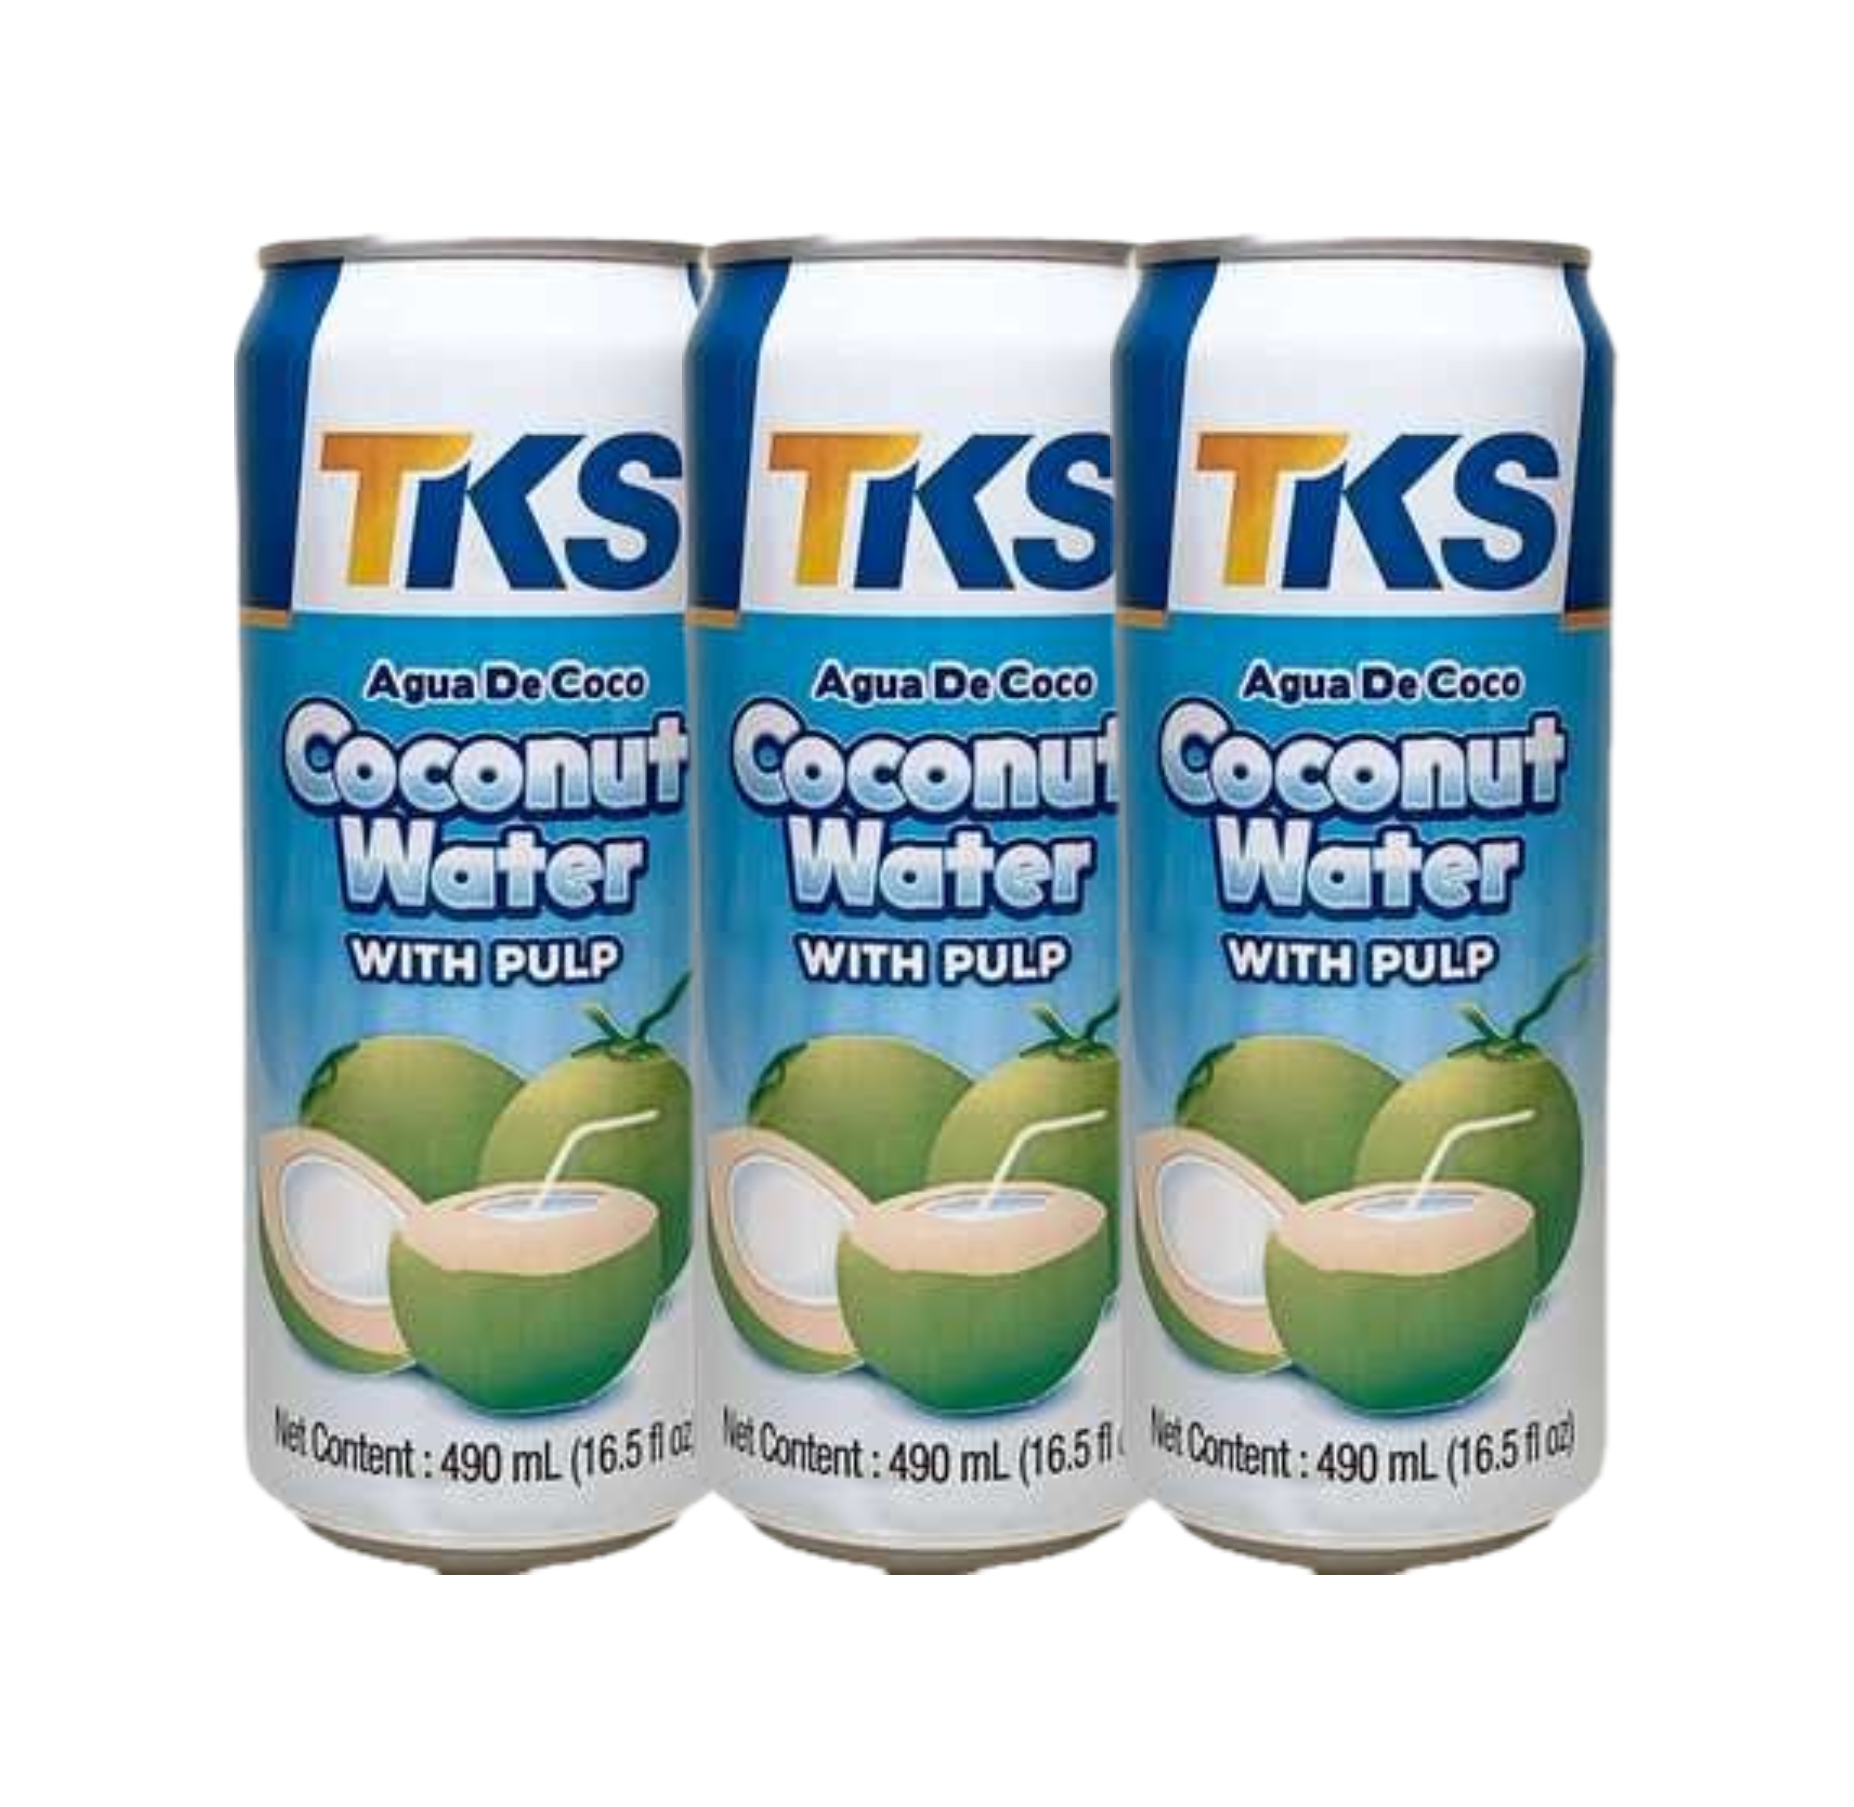 TKS
Agua De Coco
Coconut
Water
WITH PULP
Net Content : 490 mL (16.5 fl oz)
TKS
Agua De Coco
Coconut
Water
WITH PULP
Net Content : 490 mL (16.5 fl
TKS
Agua De Coco
Coconut
Water
WITH PULP
Net Content : 490 mL (16.5 fl oz)